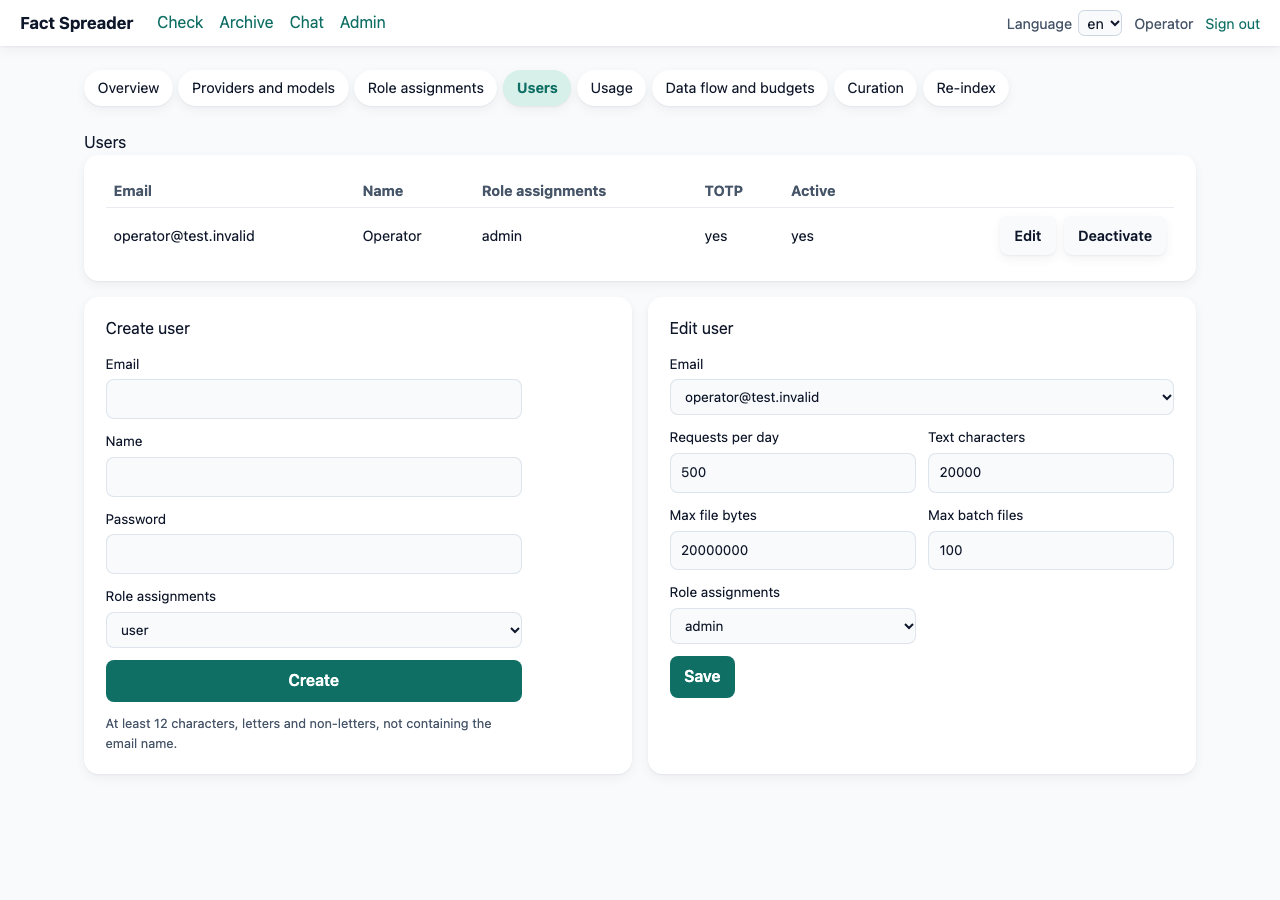 Fact Spreader Check Archive Chat Admin Language en Operator Sign out
Overview Providers and models Role assignments Users Usage Data flow and budgets Curation Re-index
Users
Email Name Role assignments TOTP Active
operator@test.invalid Operator admin yes yes Edit Deactivate
Create user
Email
Name
Password
Role assignments
user
Create
At least 12 characters, letters and non-letters, not containing the
email name.
Edit user
Email
operator@test.invalid
Requests per day Text characters
500 20000
Max file bytes Max batch files
20000000 100
Role assignments
admin
Save